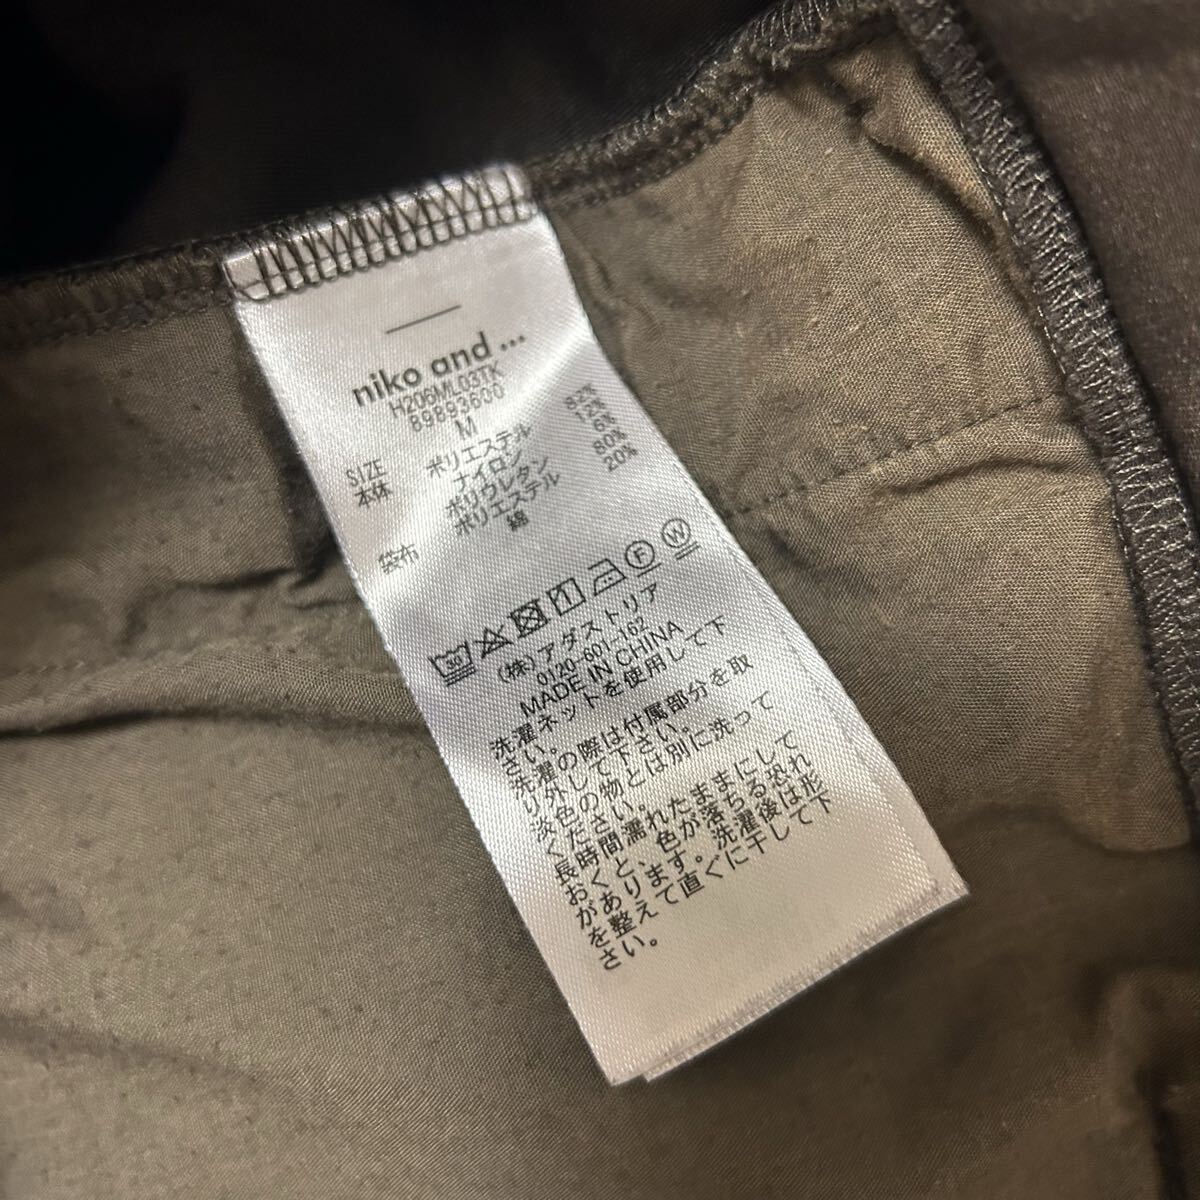 niko and ...
H206ML03TK
89893600
SIZE M
本体 ポリエステル 82%
ナイロン 12%
ポリウレタン 6%
袋布 ポリエステル 80%
綿 20%
30 F W
(株)アダストリア
0120-601-162
MADE IN CHINA
洗濯ネットを使用して下
さい。
洗濯の際は付属部分を取
り外して下さい。
淡色の物とは別に洗って
ください。
長時間濡れたままにして
おくと、色が落ちる恐れ
があります。洗濯後は形
を整えて直ぐに干して下
さい。